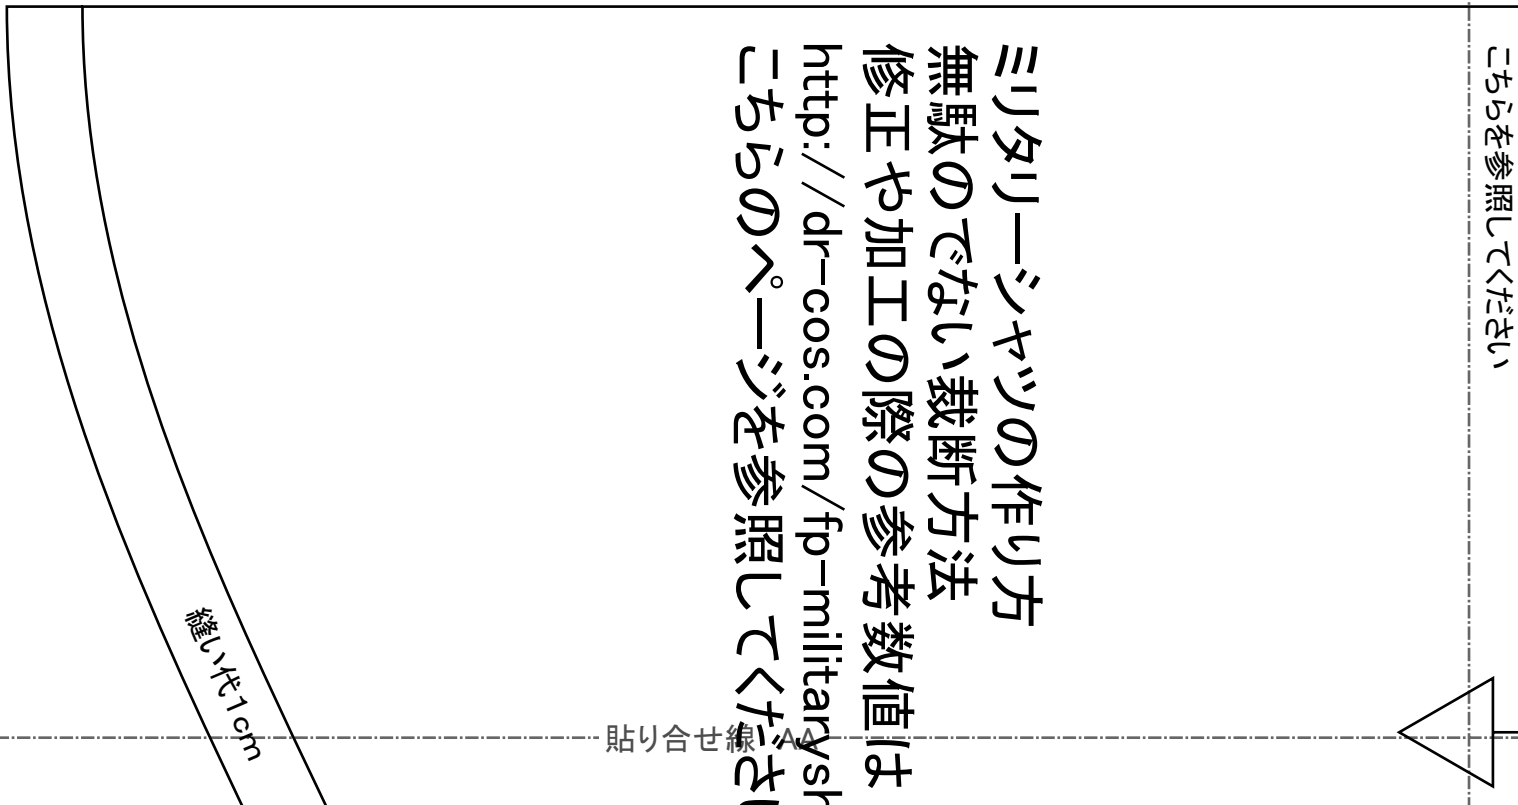 ミリタリーシャツの作り方
無駄のでない裁断方法
修正や加工の際の参考数値は
http://dr-cos.com/fp-militarysh
こちらのページを参照してくださ
こちらを参照してください
縫い代1cm
貼り合せ線 AA